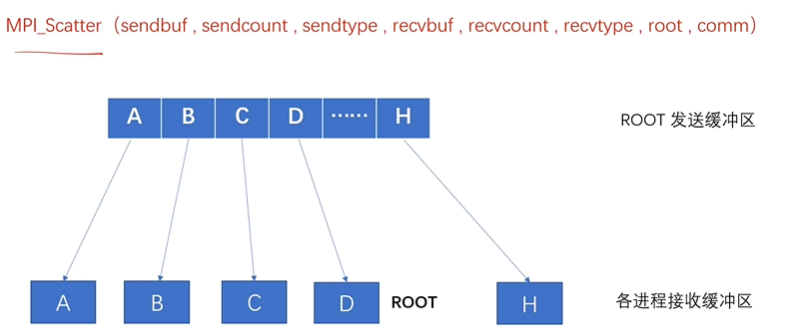 MPI_Scatter（sendbuf , sendcount , sendtype , recvbuf , recvcount , recvtype , root , comm）
A B C D …… H ROOT 发送缓冲区
A B C D ROOT H 各进程接收缓冲区